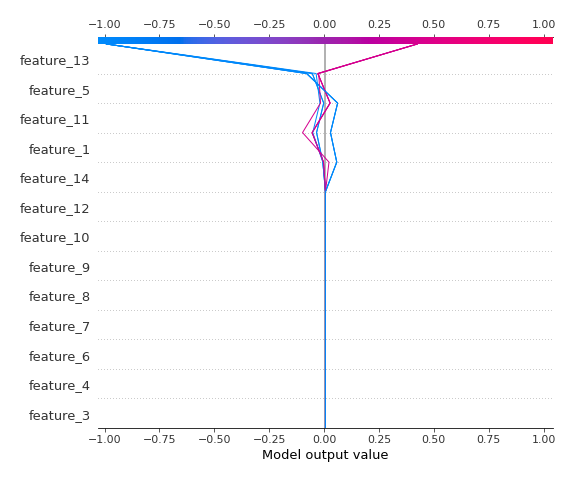 −1.00 −0.75 −0.50 −0.25 0.00 0.25 0.50 0.75 1.00
feature_13
feature_5
feature_11
feature_1
feature_14
feature_12
feature_10
feature_9
feature_8
feature_7
feature_6
feature_4
feature_3
−1.00 −0.75 −0.50 −0.25 0.00 0.25 0.50 0.75 1.00
Model output value